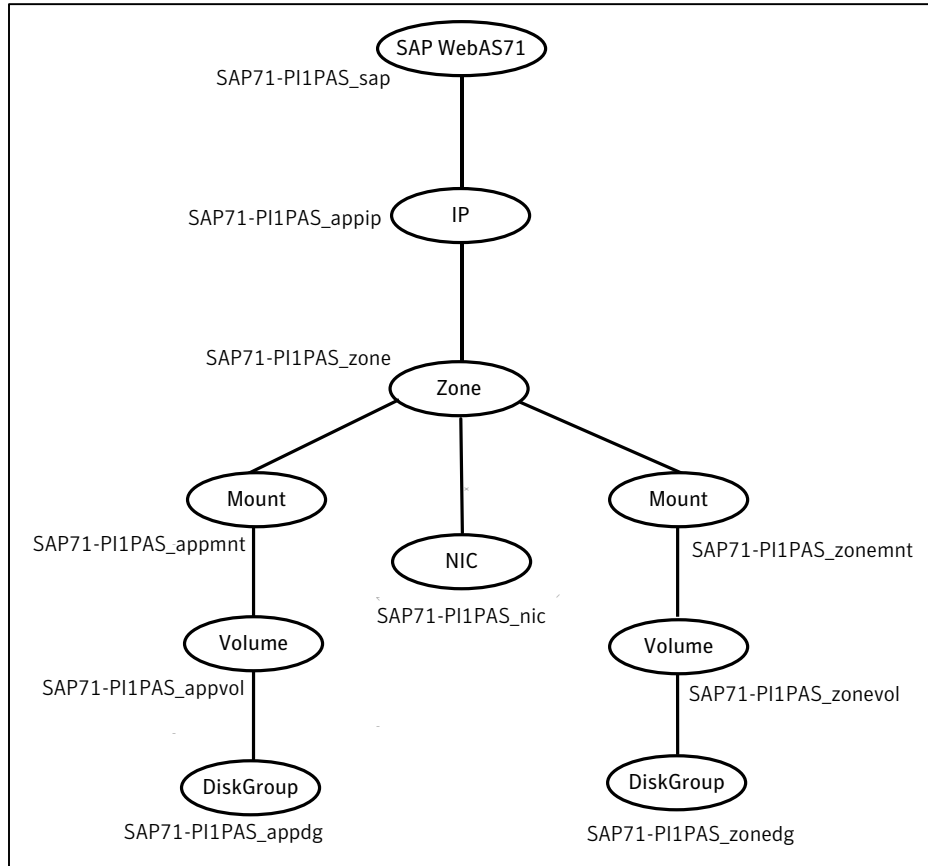 SAP WebAS71
SAP71-PI1PAS_sap
IP
SAP71-PI1PAS_appip
SAP71-PI1PAS_zone
Zone
Mount
Mount
SAP71-PI1PAS_appmnt
SAP71-PI1PAS_zonemnt
NIC
SAP71-PI1PAS_nic
Volume
Volume
SAP71-PI1PAS_appvol
SAP71-PI1PAS_zonevol
DiskGroup
DiskGroup
SAP71-PI1PAS_appdg
SAP71-PI1PAS_zonedg